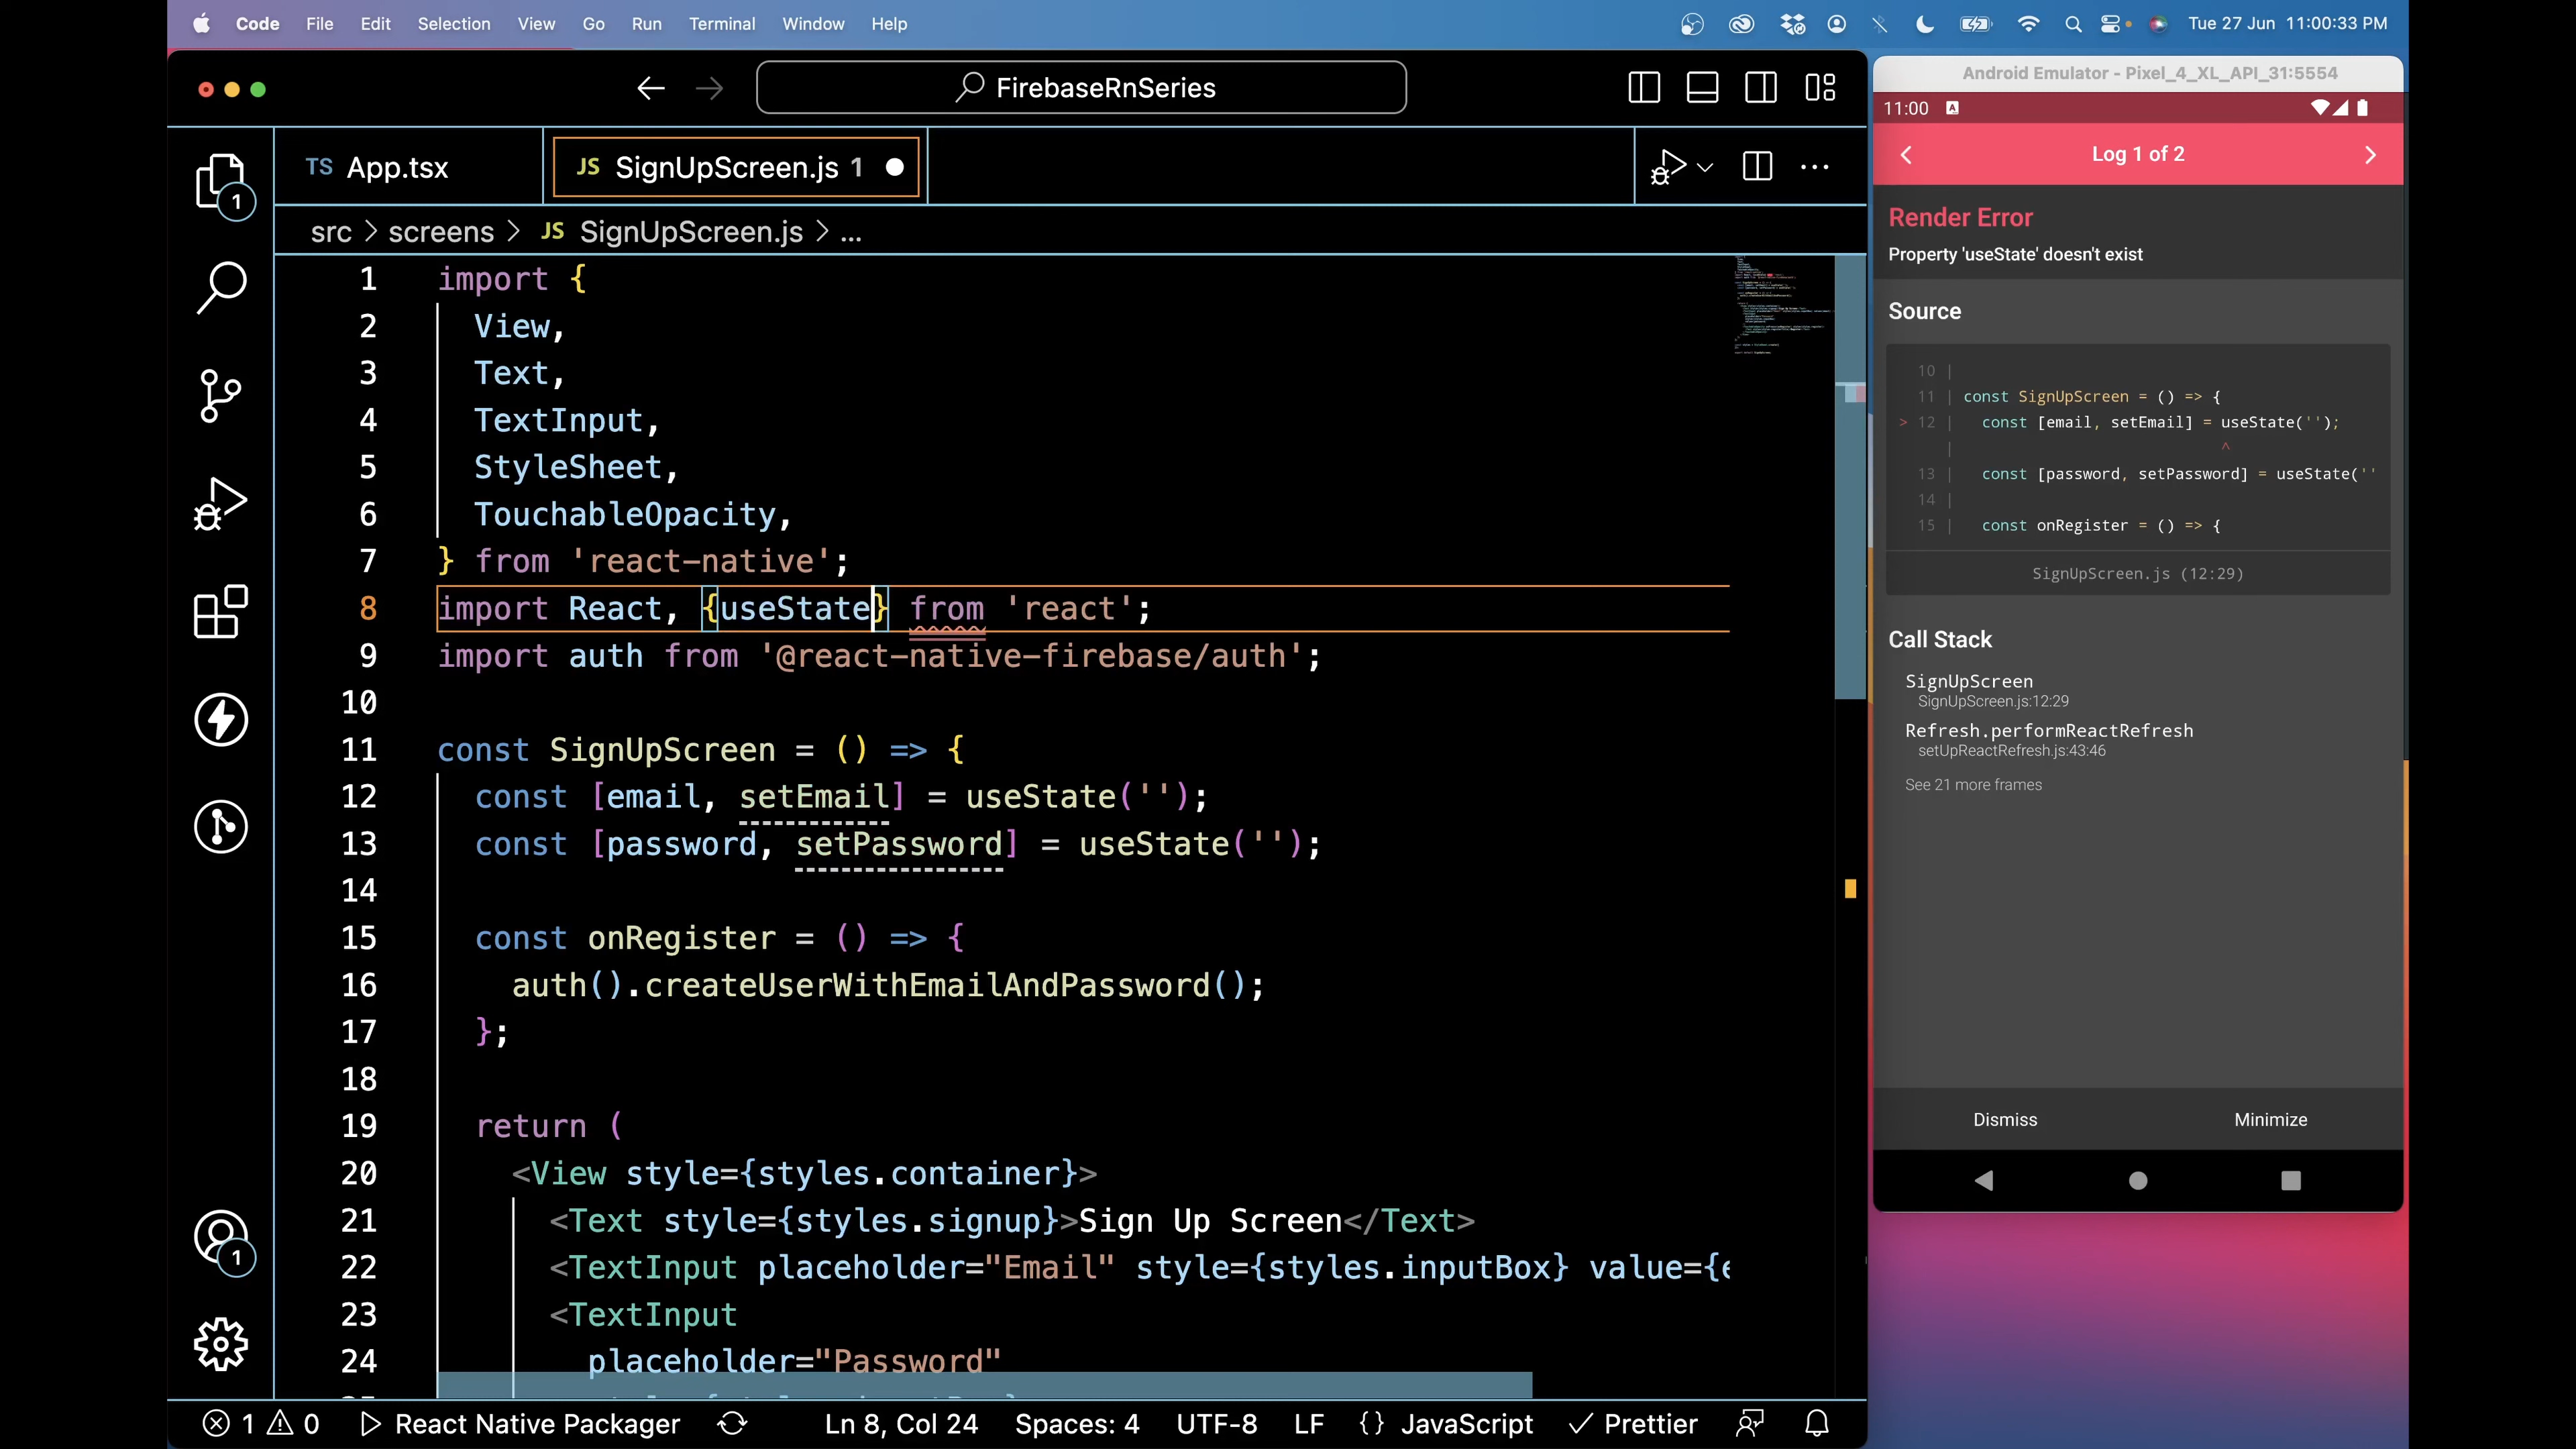 Code File Edit Selection View Go Run Terminal Window Help
Tue 27 Jun 11:00:33 PM
FirebaseRnSeries
TS App.tsx
JS SignUpScreen.js 1
src > screens > JS SignUpScreen.js > ...
1 import {
2 View,
3 Text,
4 TextInput,
5 StyleSheet,
6 TouchableOpacity,
7 } from 'react-native';
8 import React, {useState} from 'react';
9 import auth from '@react-native-firebase/auth';
10
11 const SignUpScreen = () => {
12 const [email, setEmail] = useState('');
13 const [password, setPassword] = useState('');
14
15 const onRegister = () => {
16 auth().createUserWithEmailAndPassword();
17 };
18
19 return (
20 <View style={styles.container}>
21 <Text style={styles.signup}>Sign Up Screen</Text>
22 <TextInput placeholder="Email" style={styles.inputBox} value={e
23 <TextInput
24 placeholder="Password"
1
1
1 0 React Native Packager Ln 8, Col 24 Spaces: 4 UTF-8 LF {} JavaScript Prettier
Android Emulator - Pixel_4_XL_API_31:5554
11:00 A
Log 1 of 2
Render Error
Property 'useState' doesn't exist
Source
10 |
11 | const SignUpScreen = () => {
> 12 | const [email, setEmail] = useState('');
| ^
13 | const [password, setPassword] = useState(''
14 |
15 | const onRegister = () => {
SignUpScreen.js (12:29)
Call Stack
SignUpScreen
SignUpScreen.js:12:29
Refresh.performReactRefresh
setUpReactRefresh.js:43:46
See 21 more frames
Dismiss Minimize